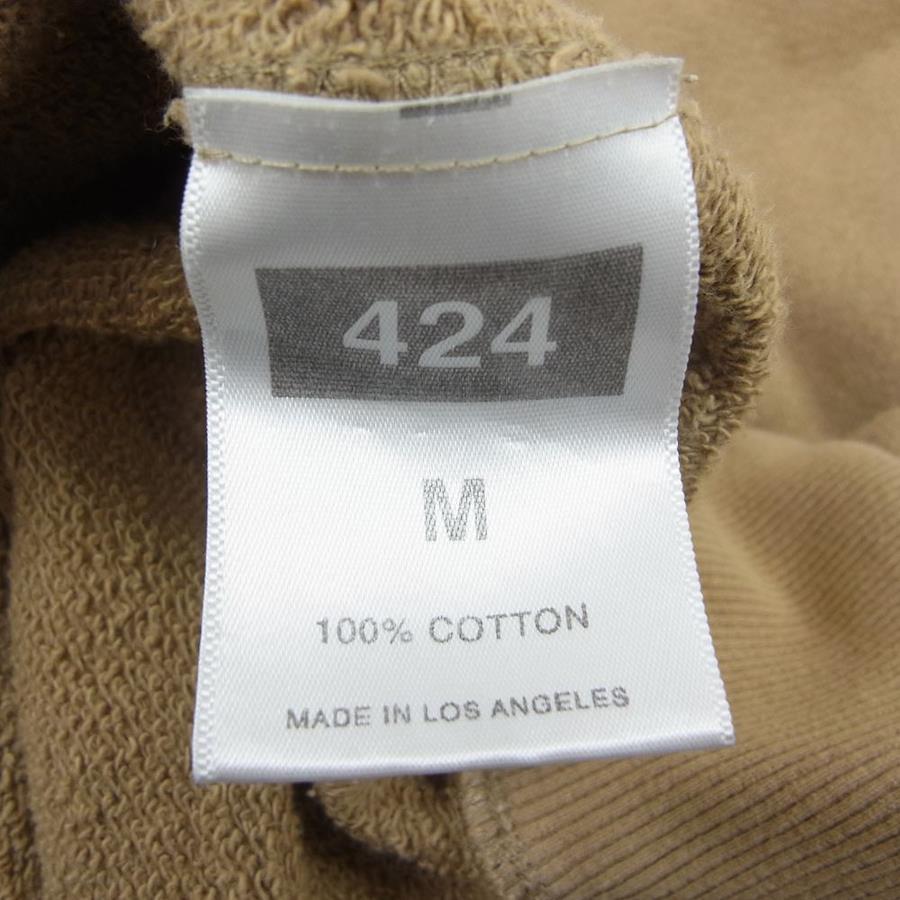 424
M
100% COTTON
MADE IN LOS ANGELES